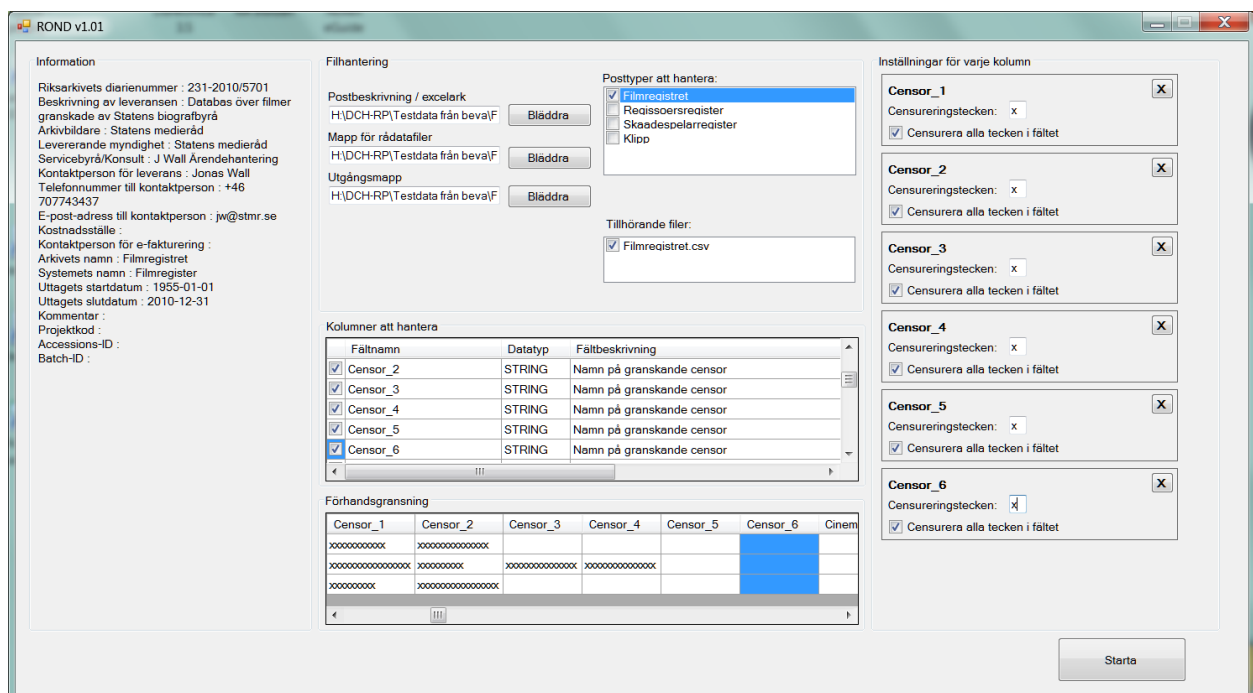 ROND v1.01
Information
Riksarkivets diarienummer : 231-2010/5701
Beskrivning av leveransen : Databas över filmer
granskade av Statens biografbyrå
Arkivbildare : Statens medieråd
Levererande myndighet : Statens medieråd
Servicebyrå/Konsult : J Wall Ärendehantering
Kontaktperson för leverans : Jonas Wall
Telefonnummer till kontaktperson : +46
707743437
E-post-adress till kontaktperson : jw@stmr.se
Kostnadsställe :
Kontaktperson för e-fakturering :
Arkivets namn : Filmregistret
Systemets namn : Filmregister
Uttagets startdatum : 1955-01-01
Uttagets slutdatum : 2010-12-31
Kommentar :
Projektkod :
Accessions-ID :
Batch-ID :
Filhantering
Postbeskrivning / excelark
H:\DCH-RP\Testdata från beva\F Bläddra
Mapp för rådatafiler
H:\DCH-RP\Testdata från beva\F Bläddra
Utgångsmapp
H:\DCH-RP\Testdata från beva\F Bläddra
Posttyper att hantera:
Filmregistret
Regissoersregister
Skaadespelarregister
Klipp
Tillhörande filer:
Filmregistret.csv
Kolumner att hantera
Fältnamn Datatyp Fältbeskrivning
Censor_2 STRING Namn på granskande censor
Censor_3 STRING Namn på granskande censor
Censor_4 STRING Namn på granskande censor
Censor_5 STRING Namn på granskande censor
Censor_6 STRING Namn på granskande censor
Förhandsgransning
Censor_1 Censor_2 Censor_3 Censor_4 Censor_5 Censor_6 Cinem
xxxxxxxxxx xxxxxxxxxxxxx
xxxxxxxxxxxxxxx xxxxxxxxx xxxxxxxxxxxxx xxxxxxxxxxxxx
xxxxxxxxx xxxxxxxxxxxxxxx
Inställningar för varje kolumn
Censor_1 X
Censureringstecken: x
Censurera alla tecken i fältet
Censor_2 X
Censureringstecken: x
Censurera alla tecken i fältet
Censor_3 X
Censureringstecken: x
Censurera alla tecken i fältet
Censor_4 X
Censureringstecken: x
Censurera alla tecken i fältet
Censor_5 X
Censureringstecken: x
Censurera alla tecken i fältet
Censor_6 X
Censureringstecken: x
Censurera alla tecken i fältet
Starta